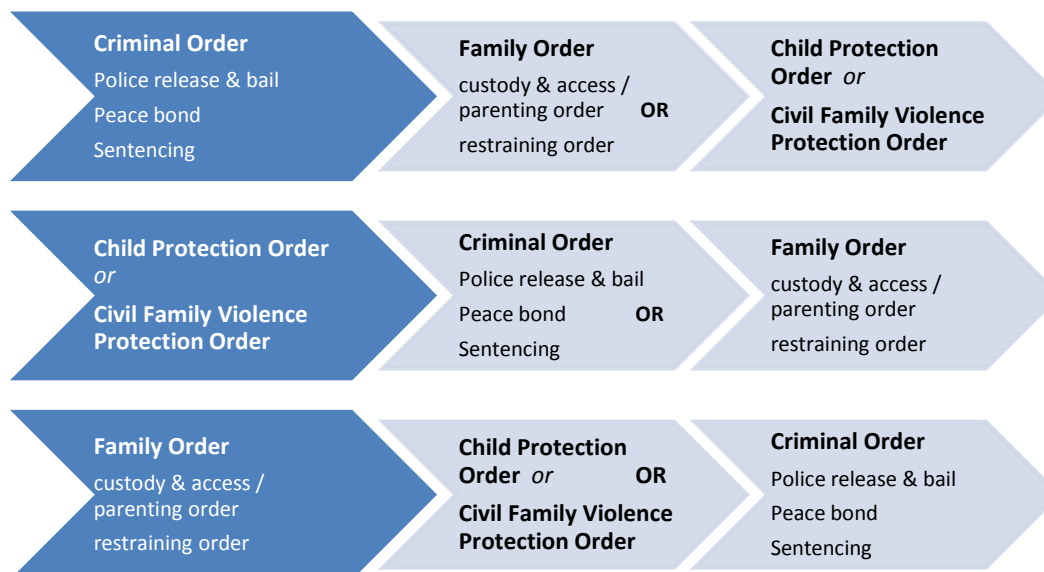 Criminal Order
Police release & bail
Peace bond
Sentencing
Family Order
custody & access /
parenting order OR
restraining order
Child Protection
Order or
Civil Family Violence
Protection Order
Child Protection Order
or
Civil Family Violence
Protection Order
Criminal Order
Police release & bail
Peace bond OR
Sentencing
Family Order
custody & access /
parenting order
restraining order
Family Order
custody & access /
parenting order
restraining order
Child Protection
Order or OR
Civil Family Violence
Protection Order
Criminal Order
Police release & bail
Peace bond
Sentencing